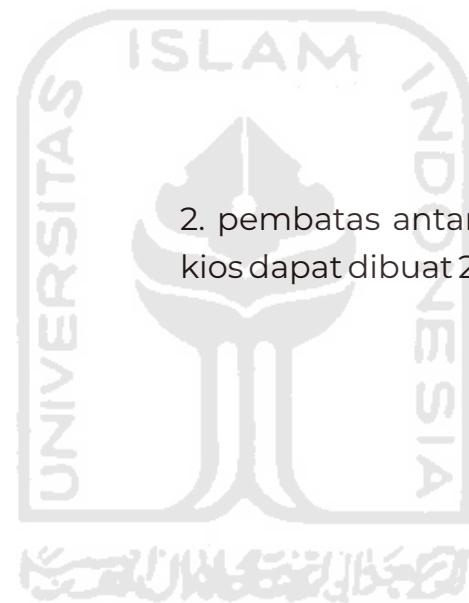 ISLAM
UNIVERSITAS
INDONESIA
2. pembatas antar
kios dapat dibuat 2